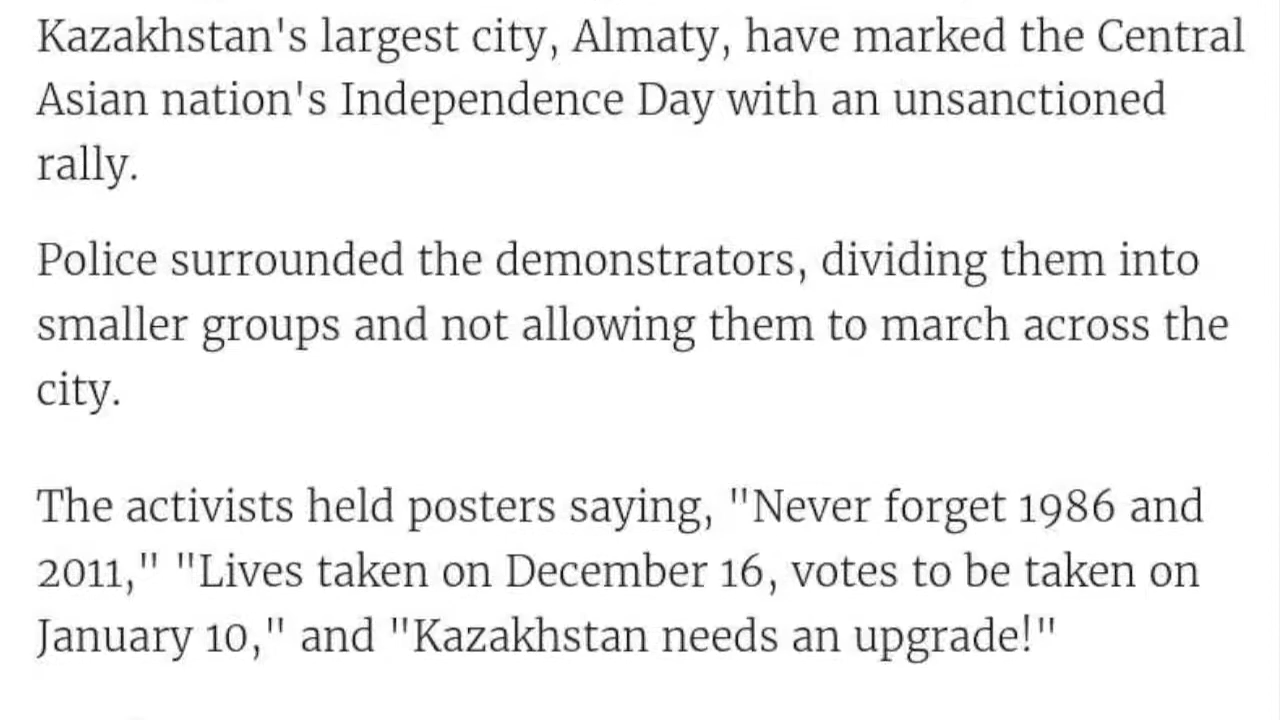 Kazakhstan's largest city, Almaty, have marked the Central
Asian nation's Independence Day with an unsanctioned
rally.
Police surrounded the demonstrators, dividing them into
smaller groups and not allowing them to march across the
city.
The activists held posters saying, "Never forget 1986 and
2011," "Lives taken on December 16, votes to be taken on
January 10," and "Kazakhstan needs an upgrade!"